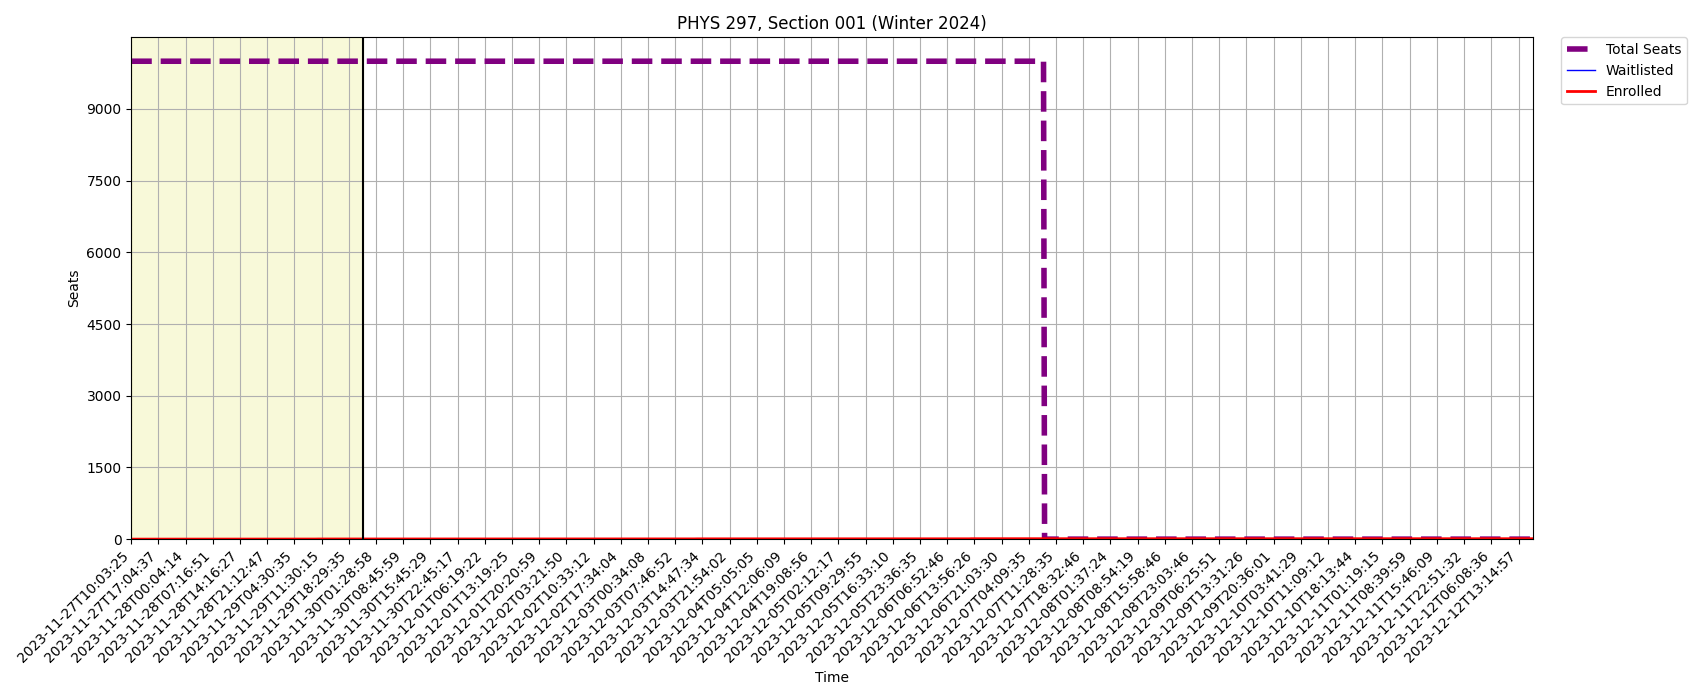 PHYS 297, Section 001 (Winter 2024)
Total Seats
Waitlisted
Enrolled
Seats
9000
7500
6000
4500
3000
1500
0
2023-11-27T10:03:25
2023-11-27T17:04:37
2023-11-28T00:04:14
2023-11-28T07:16:51
2023-11-28T14:16:27
2023-11-28T21:12:47
2023-11-29T04:30:35
2023-11-29T11:30:15
2023-11-29T18:29:35
2023-11-30T01:28:58
2023-11-30T08:45:59
2023-11-30T15:45:29
2023-11-30T22:45:17
2023-12-01T06:19:22
2023-12-01T13:19:25
2023-12-01T20:20:59
2023-12-02T03:21:50
2023-12-02T10:33:12
2023-12-02T17:34:04
2023-12-03T00:34:08
2023-12-03T07:46:52
2023-12-03T14:47:34
2023-12-03T21:54:02
2023-12-04T05:05:05
2023-12-04T12:06:09
2023-12-04T19:08:56
2023-12-05T02:12:17
2023-12-05T09:29:55
2023-12-05T16:33:10
2023-12-05T23:36:35
2023-12-06T06:52:46
2023-12-06T13:56:26
2023-12-06T21:03:30
2023-12-07T04:09:35
2023-12-07T11:28:35
2023-12-07T18:32:46
2023-12-08T01:37:24
2023-12-08T08:54:19
2023-12-08T15:58:46
2023-12-08T23:03:46
2023-12-09T06:25:51
2023-12-09T13:31:26
2023-12-09T20:36:01
2023-12-10T03:41:29
2023-12-10T11:09:12
2023-12-10T18:13:44
2023-12-11T01:19:15
2023-12-11T08:39:59
2023-12-11T15:46:09
2023-12-11T22:51:32
2023-12-12T06:08:36
2023-12-12T13:14:57
Time